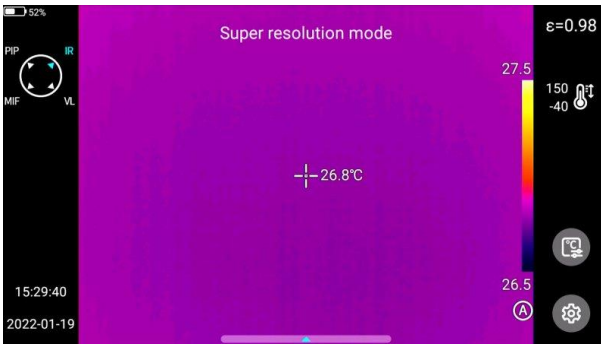 52%
Super resolution mode
ε=0.98
PIP
IR
27.5
150
-40
MIF
VL
26.8℃
℃
15:29:40
26.5
A
2022-01-19